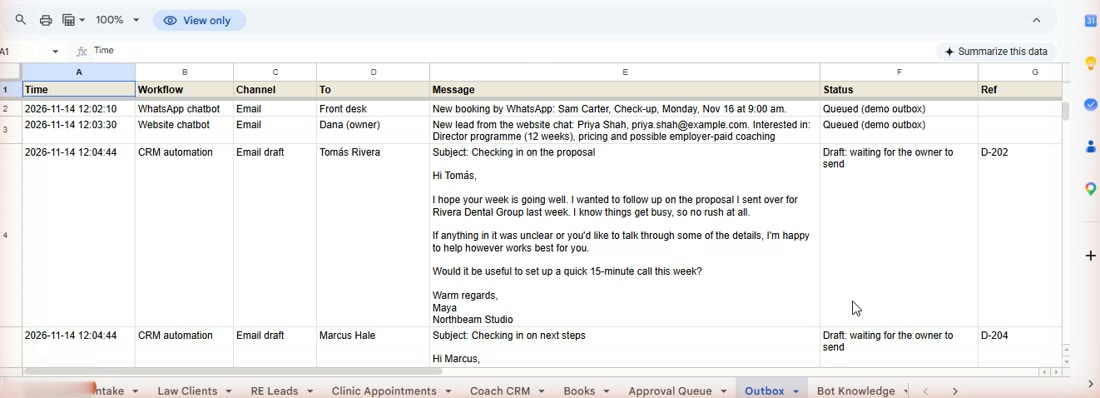 100%
View only
A1
fx Time
Summarize this data
31
A B C D E F G
1 Time Workflow Channel To Message Status Ref
2 2026-11-14 12:02:10 WhatsApp chatbot Email Front desk New booking by WhatsApp: Sam Carter, Check-up, Monday, Nov 16 at 9:00 am. Queued (demo outbox)
3 2026-11-14 12:03:30 Website chatbot Email Dana (owner) New lead from the website chat: Priya Shah, priya.shah@example.com. Interested in: Queued (demo outbox)
Director programme (12 weeks), pricing and possible employer-paid coaching
2026-11-14 12:04:44 CRM automation Email draft Tomás Rivera Subject: Checking in on the proposal Draft: waiting for the owner to D-202
send
Hi Tomás,
I hope your week is going well. I wanted to follow up on the proposal I sent over for
Rivera Dental Group last week. I know things get busy, so no rush at all.
4
If anything in it was unclear or you'd like to talk through some of the details, I'm happy
to help however works best for you.
Would it be useful to set up a quick 15-minute call this week?
Warm regards,
Maya
Northbeam Studio
2026-11-14 12:04:44 CRM automation Email draft Marcus Hale Subject: Checking in on next steps Draft: waiting for the owner to D-204
send
Hi Marcus,
ntake Law Clients RE Leads Clinic Appointments Coach CRM Books Approval Queue Outbox Bot Knowledge